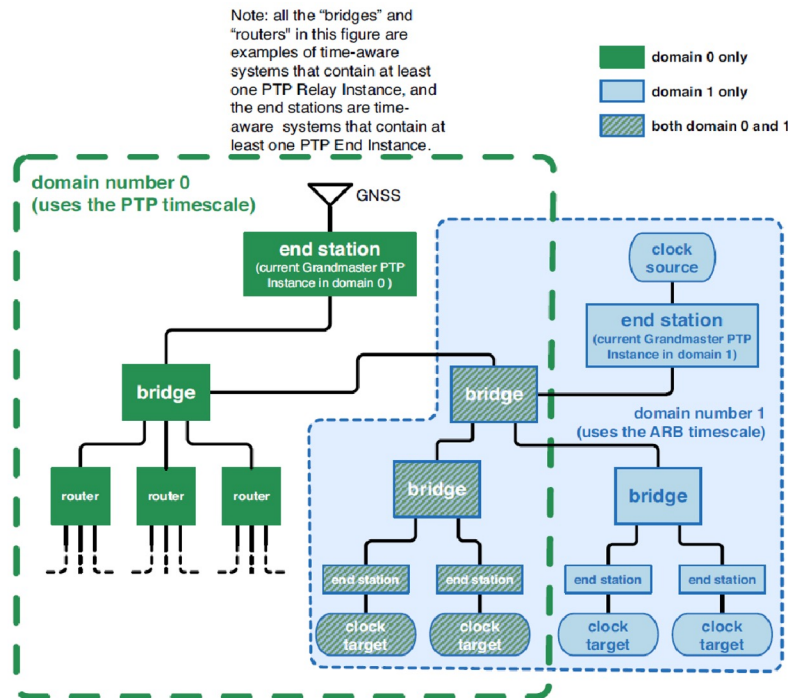 Note: all the “bridges” and
“routers" in this figure are
examples of time-aware
systems that contain at least
one PTP Relay Instance, and
the end stations are time-
aware systems that contain at
least one PTP End Instance.
domain 0 only
domain 1 only
both domain 0 and 1
domain number 0
(uses the PTP timescale)
GNSS
end station
(current Grandmaster PTP
Instance in domain 0 )
clock
source
end station
(current Grandmaster PTP
Instance in domain 1)
bridge
bridge
domain number 1
(uses the ARB timescale)
router
router
router
bridge
bridge
end station
end station
end station
end station
clock
target
clock
target
clock
target
clock
target